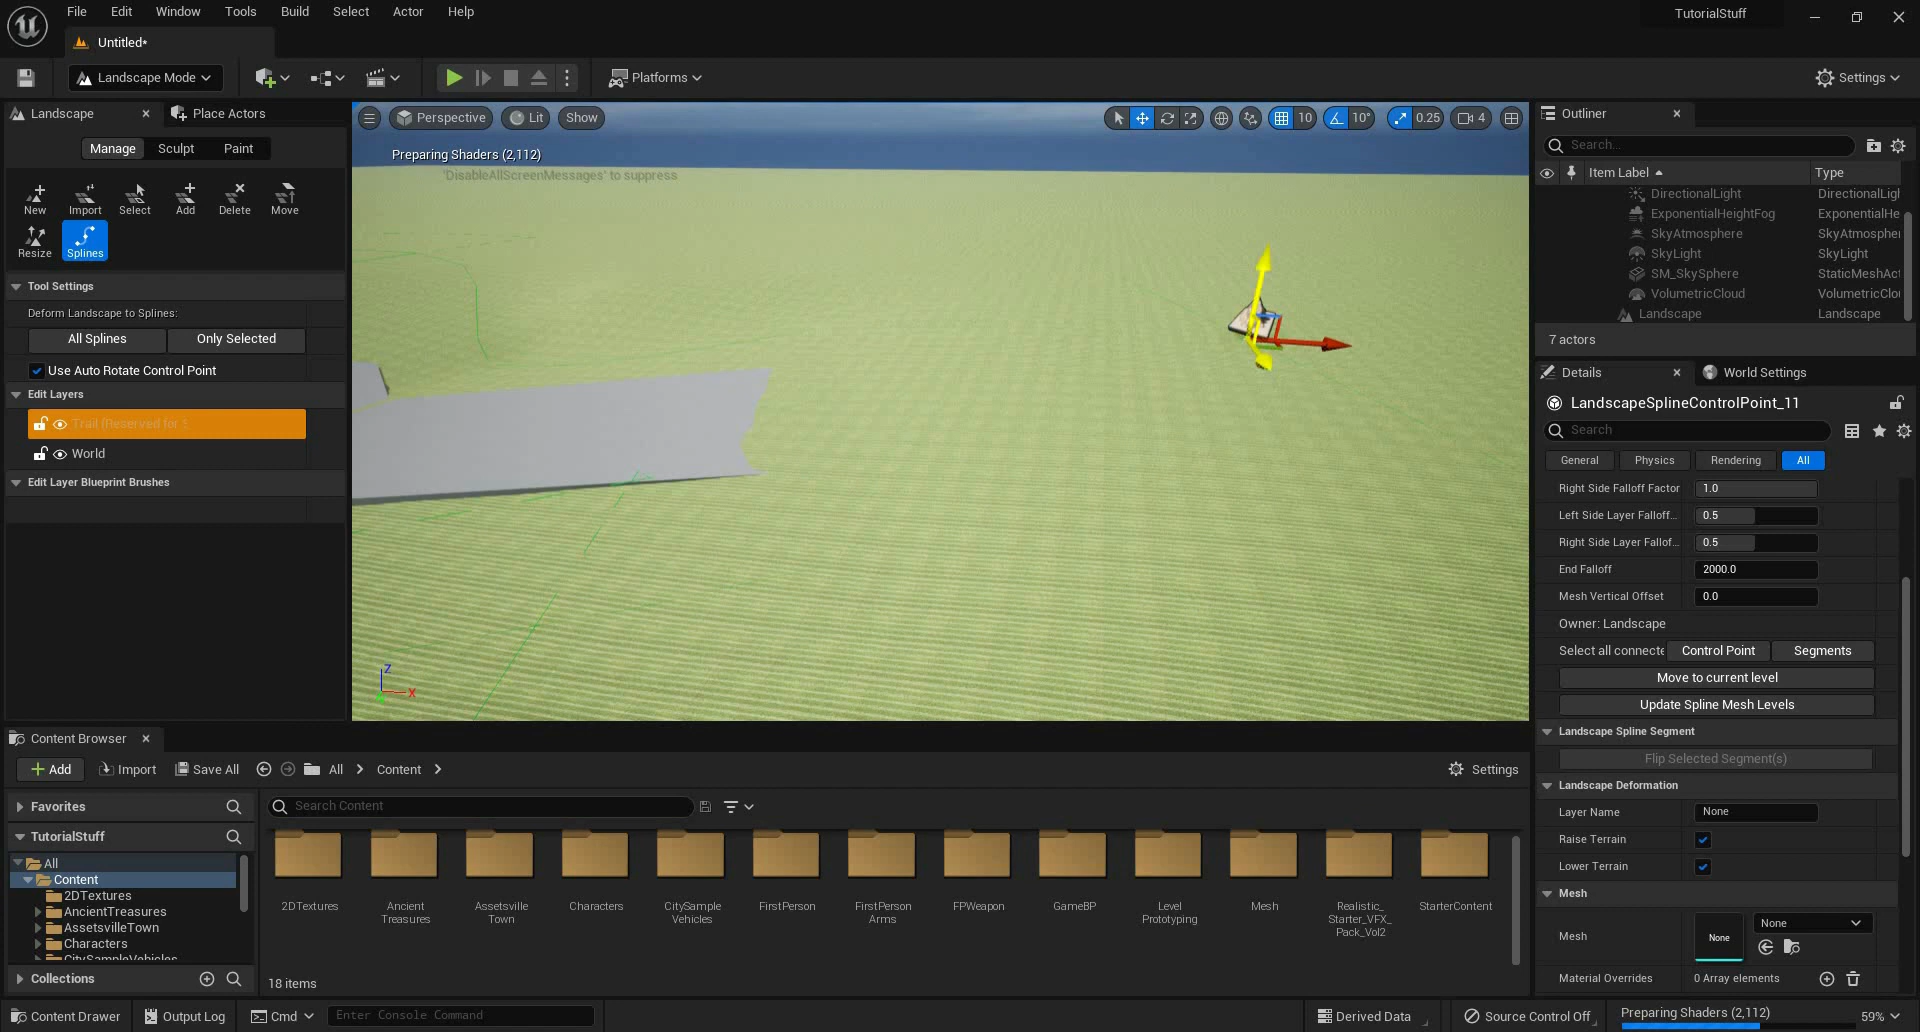 File Edit Window Tools Build Select Actor Help
TutorialStuff
Untitled*
Landscape Mode
Platforms
Settings
Landscape
Place Actors
Manage Sculpt Paint
New Import Select Add Delete Move
Resize Splines
Tool Settings
Deform Landscape to Splines:
All Splines Only Selected
Use Auto Rotate Control Point
Edit Layers
Trail (Reserved for S
World
Edit Layer Blueprint Brushes
Perspective Lit Show
10 10° 0.25 4
Preparing Shaders (2,112)
'DisableAllScreenMessages' to suppress
Z
X
Outliner
Search...
Item Label Type
DirectionalLight DirectionalLigh
ExponentialHeightFog ExponentialHe
SkyAtmosphere SkyAtmospher
SkyLight SkyLight
SM_SkySphere StaticMeshAct
VolumetricCloud VolumetricClou
Landscape Landscape
7 actors
Details
World Settings
LandscapeSplineControlPoint_11
Search
General Physics Rendering All
Right Side Falloff Factor 1.0
Left Side Layer Falloff... 0.5
Right Side Layer Fallof... 0.5
End Falloff 2000.0
Mesh Vertical Offset 0.0
Owner: Landscape
Select all connecte Control Point Segments
Move to current level
Update Spline Mesh Levels
Landscape Spline Segment
Flip Selected Segment(s)
Landscape Deformation
Layer Name None
Raise Terrain
Lower Terrain
Mesh
Mesh None None
Material Overrides 0 Array elements
Content Browser
Add Import Save All All Content
Settings
Favorites
TutorialStuff
All
Content
2DTextures
AncientTreasures
AssetsvilleTown
Characters
CitySampleVehicles
Collections
Search Content
2DTextures
Ancient
Treasures
Assetsville
Town
Characters
CitySample
Vehicles
FirstPerson
FirstPerson
Arms
FPWeapon
GameBP
Level
Prototyping
Mesh
Realistic_
Starter_VFX_
Pack_Vol2
StarterContent
18 items
Content Drawer Output Log Cmd Enter Console Command
Derived Data Source Control Off Preparing Shaders (2,112) 59%